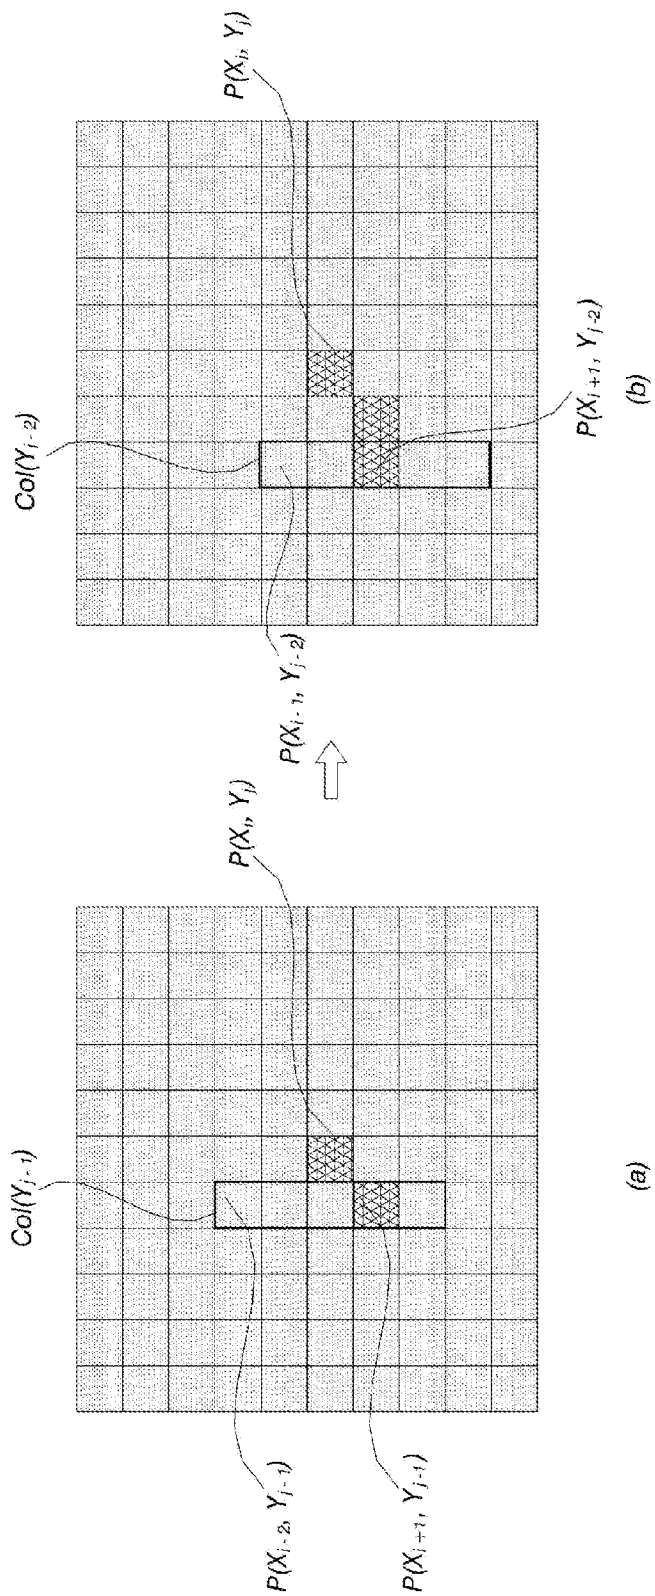 Col(Yj-1)
P(Xi, Yj)
P(Xi-2, Yj-1)
P(Xi+1, Yj-1)
(a)
Col(Yj-2)
P(Xi, Yj)
P(Xi-1, Yj-2)
P(Xi+1, Yj-2)
(b)